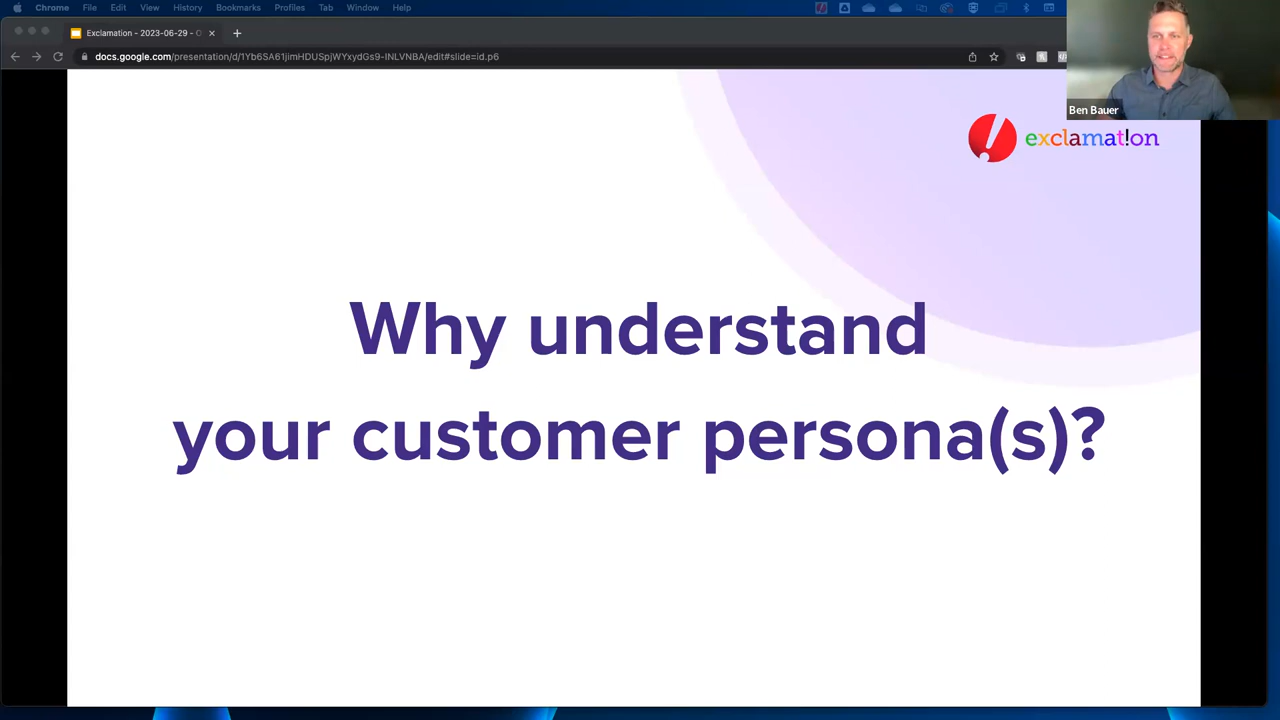 Chrome File Edit View History Bookmarks Profiles Tab Window Help
Exclamation - 2023-06-29 -
docs.google.com/presentation/d/1Yb6SA61jimHDUSpjWYxydGs9-INLVNBA/edit#slide=id.p6
Ben Bauer
exclamat!on
Why understand
your customer persona(s)?